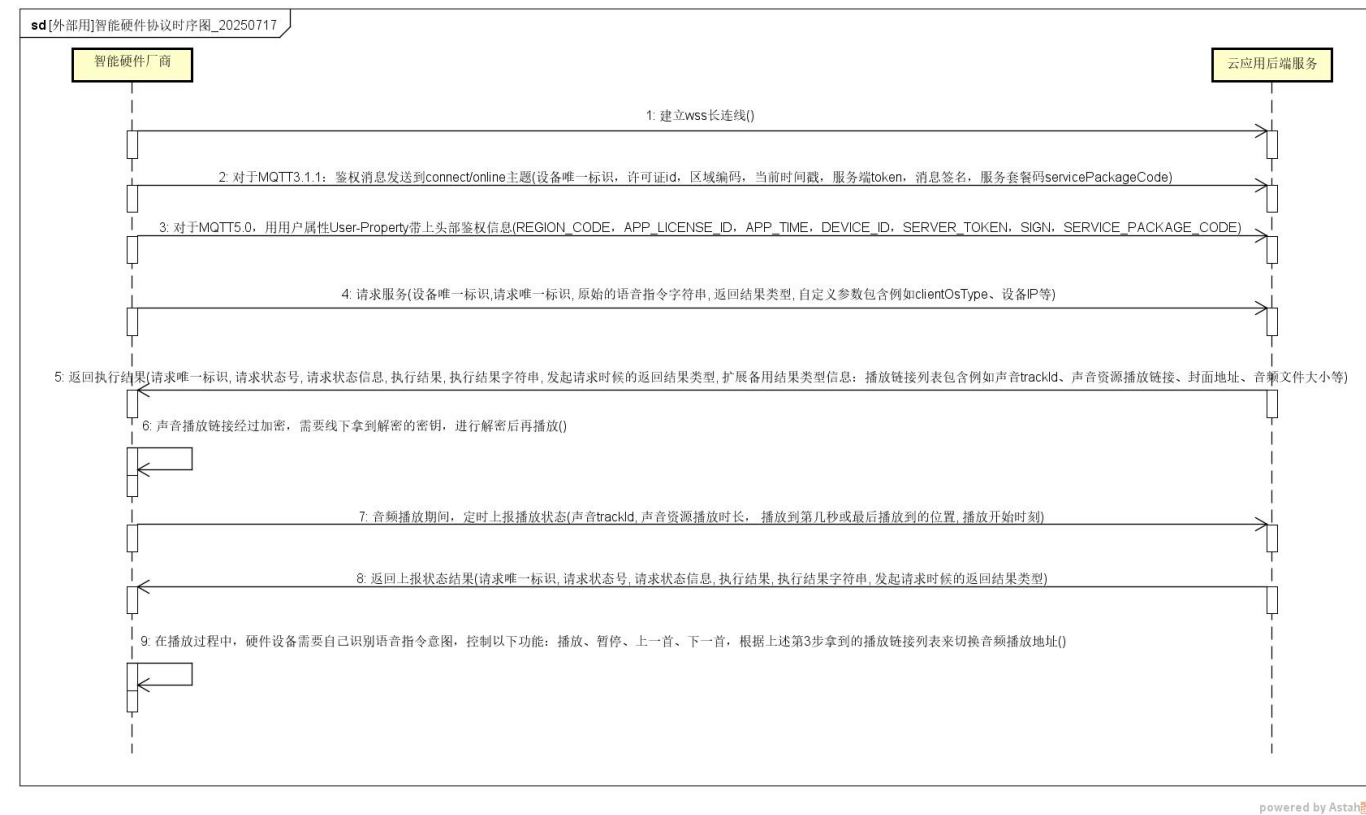 sd [外部用]智能硬件协议时序图_20250717
智能硬件厂商
云应用后端服务
1: 建立wss长连线()
2: 对于MQTT3.1.1：鉴权消息发送到connect/online主题(设备唯一标识，许可证id，区域编码，当前时间戳，服务端token，消息签名，服务套餐码servicePackageCode)
3: 对于MQTT5.0，用用户属性User-Property带上头部鉴权信息(REGION_CODE，APP_LICENSE_ID，APP_TIME，DEVICE_ID，SERVER_TOKEN，SIGN，SERVICE_PACKAGE_CODE)
4: 请求服务(设备唯一标识,请求唯一标识, 原始的语音指令字符串, 返回结果类型, 自定义参数包含例如clientOsType、设备IP等)
5: 返回执行结果(请求唯一标识, 请求状态号, 请求状态信息, 执行结果, 执行结果字符串, 发起请求时候的返回结果类型, 扩展备用结果类型信息：播放链接列表包含例如声音trackId、声音资源播放链接、封面地址、音频文件大小等)
6: 声音播放链接经过加密，需要线下拿到解密的密钥，进行解密后再播放()
7: 音频播放期间，定时上报播放状态(声音trackId, 声音资源播放时长， 播放到第几秒或最后播放到的位置, 播放开始时刻)
8: 返回上报状态结果(请求唯一标识, 请求状态号, 请求状态信息, 执行结果, 执行结果字符串, 发起请求时候的返回结果类型)
9: 在播放过程中，硬件设备需要自己识别语音指令意图，控制以下功能：播放、暂停、上一首、下一首，根据上述第3步拿到的播放链接列表来切换音频播放地址()
powered by Astah